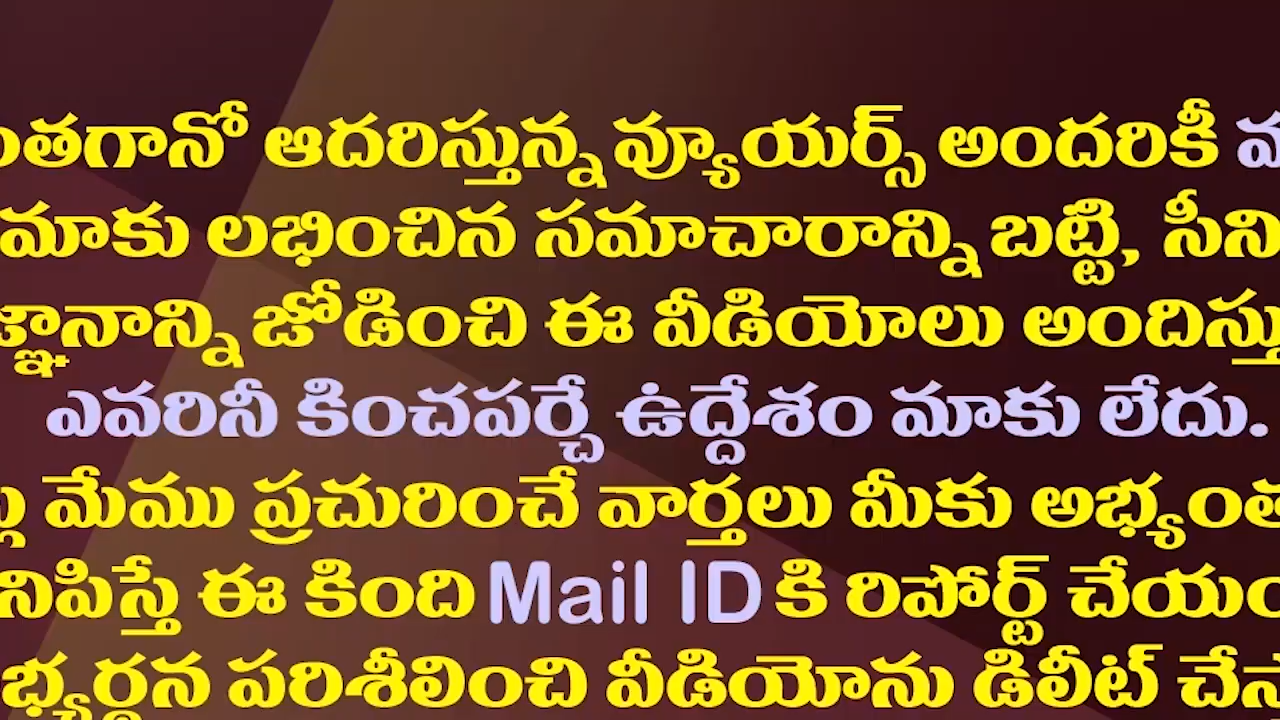 ంతగానో ఆదరిస్తున్న వ్యూయర్స్ అందరికీ
మాకు లభించిన సమాచారాన్ని బట్టి, సీని
జ్ఞానాన్ని జోడించి ఈ వీడియోలు అందిస్తు
ఎవరినీ కించపర్చే ఉద్దేశం మాకు లేదు.
మేము ప్రచురించే వార్తలు మీకు అభ్యంత
నిపిస్తే ఈ కింది Mail ID కి రిపోర్ట్ చేయం
భ్యర్థన పరిశీలించి వీడియోను డిలీట్ చేస